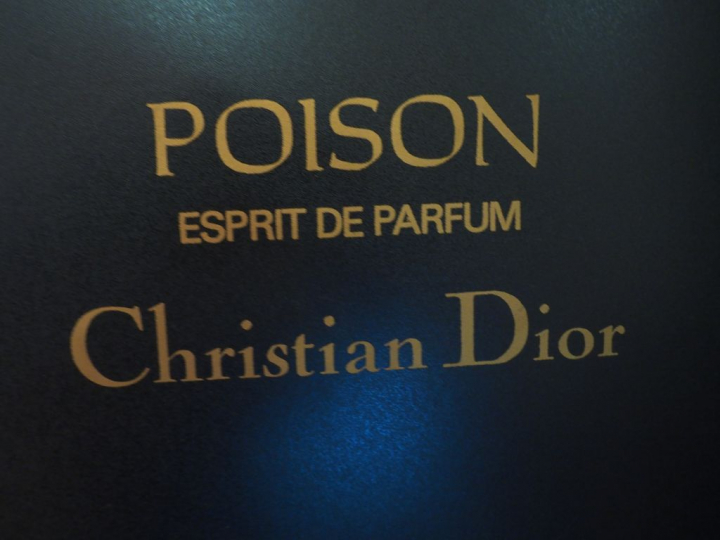 POISON
ESPRIT DE PARFUM
Christian Dior